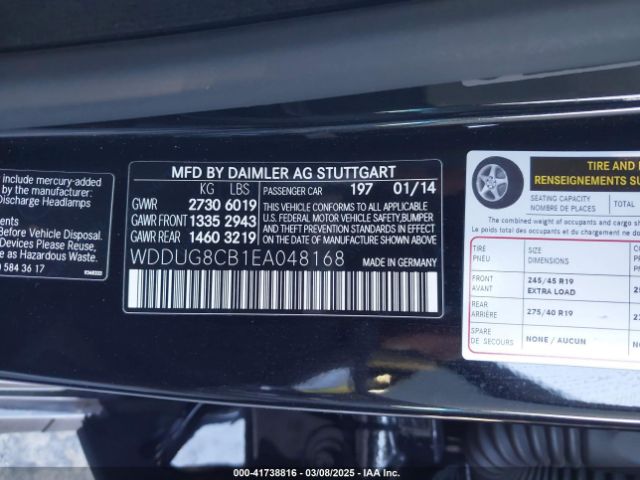 include mercury-added
manufacturer:
Discharge Headlamps
Before Vehicle Disposal.
Please Reuse,
as Hazardous Waste.
584 36 17
MFD BY DAIMLER AG STUTTGART
KG LBS
PASSENGER CAR 197 01/14
GVWR 2730 6019
GAWR FRONT 1335 2943
GAWR REAR 1460 3219
THIS VEHICLE CONFORMS TO ALL APPLICABLE
U.S. FEDERAL MOTOR VEHICLE SAFETY,BUMPER
AND THEFT PREVENTION STANDARDS IN EFFECT
ON THE DATE OF MANUFACTURE SHOWN ABOVE.
WDDUG8CB1EA048168
MADE IN GERMANY
TIRE AND
RENSEIGNEMENTS SU
SEATING CAPACITY
NOMBRE DE PLACES
TOTAL
The combined weight of occupants and cargo shou
TIRE
PNEU
SIZE
DIMENSIONS
FRONT
AVANT
245/45 R19
EXTRA LOAD
REAR
ARRIÈRE
275/40 R19
SPARE
DE SECOURS
NONE / AUCUN
000-41738816 - 03/08/2025 - IAA Inc.